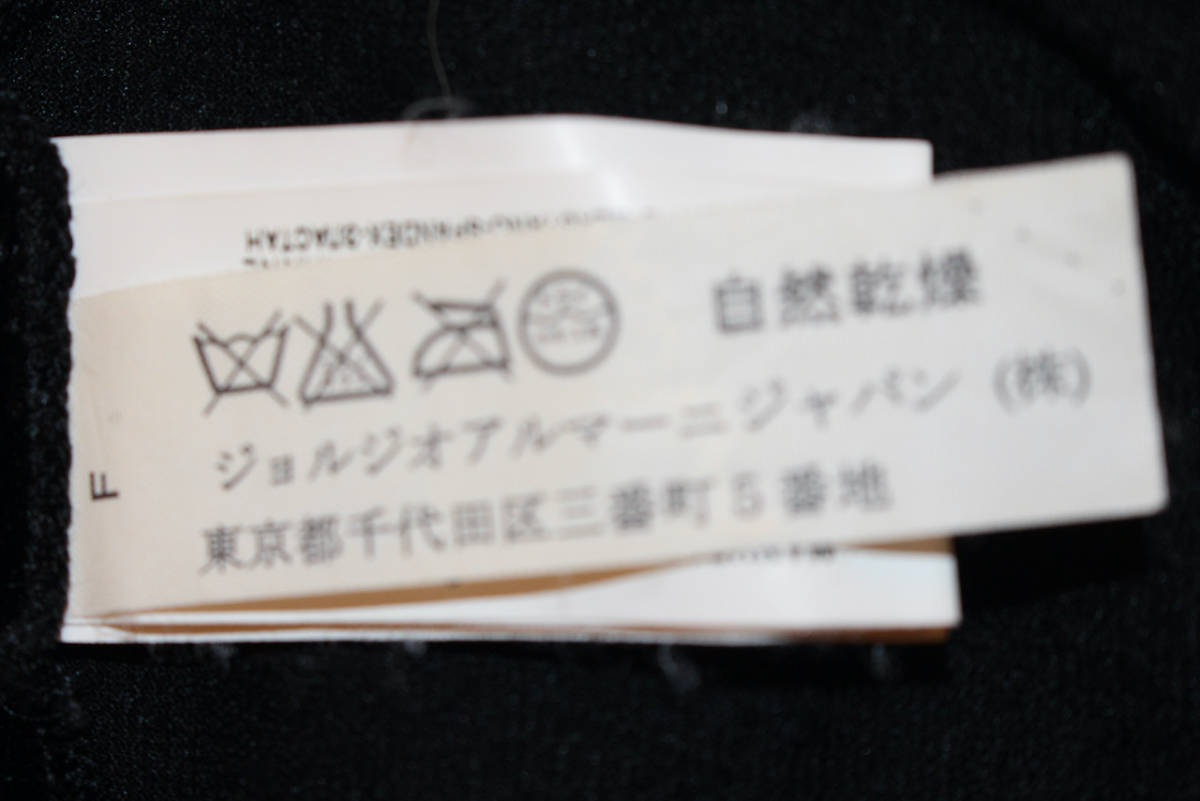 自然乾燥
ジョルジオアルマーニジャパン (株)
東京都千代田区三番町5番地
F